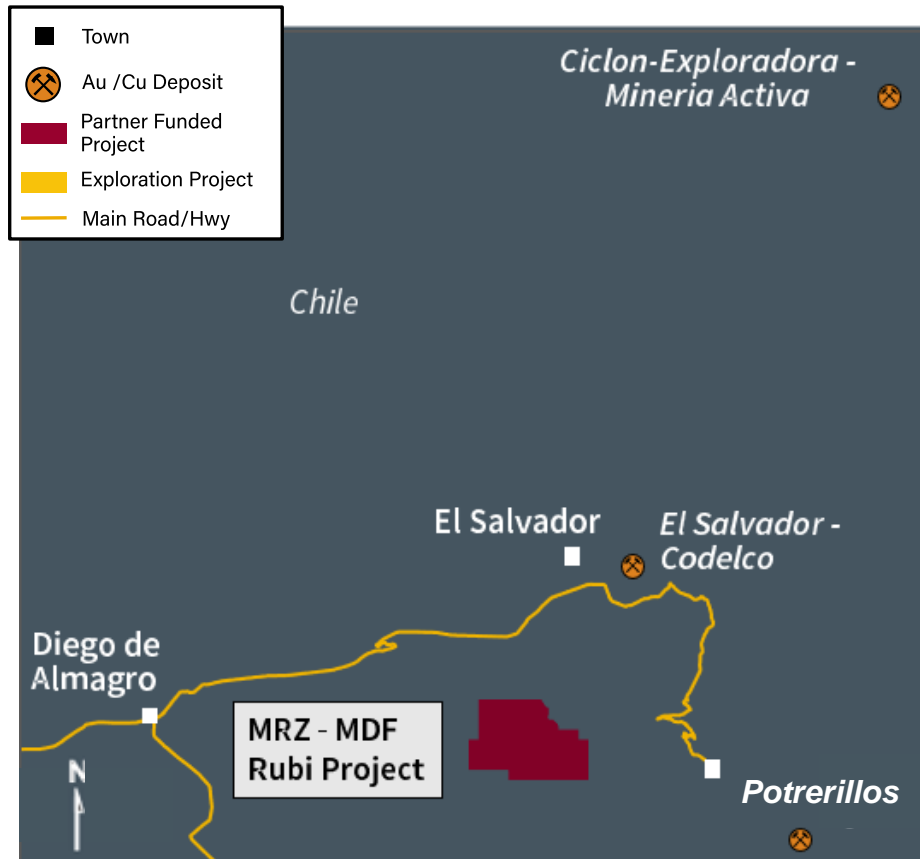 Town
Au /Cu Deposit
Partner Funded
Project
Exploration Project
Main Road/Hwy
Ciclon-Exploradora -
Mineria Activa
Chile
El Salvador
El Salvador -
Codelco
Diego de
Almagro
MRZ - MDF
Rubi Project
N
Potrerillos